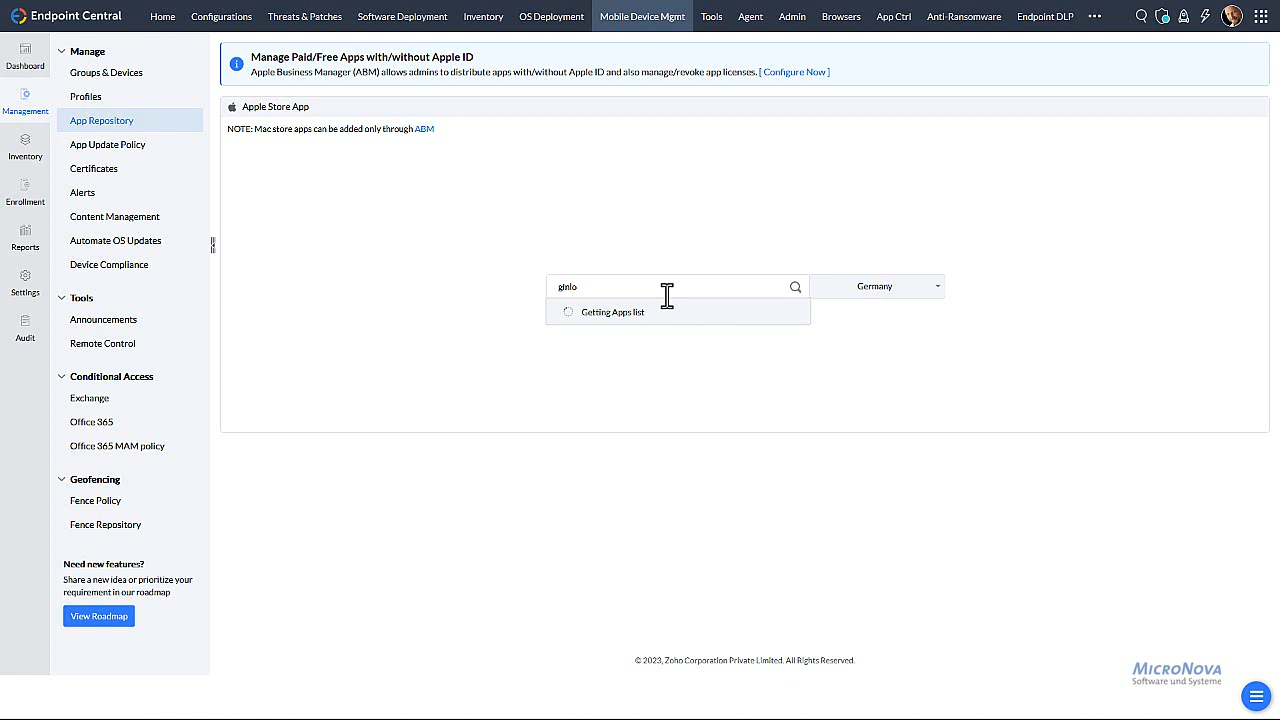 Endpoint Central
Home
Configurations
Threats & Patches
Software Deployment
Inventory
OS Deployment
Mobile Device Mgmt
Tools
Agent
Admin
Browsers
App Ctrl
Anti-Ransomware
Endpoint DLP
Dashboard
Management
Inventory
Enrollment
Reports
Settings
Audit
Manage
Groups & Devices
Profiles
App Repository
App Update Policy
Certificates
Alerts
Content Management
Automate OS Updates
Device Compliance
Tools
Announcements
Remote Control
Conditional Access
Exchange
Office 365
Office 365 MAM policy
Geofencing
Fence Policy
Fence Repository
Need new features?
Share a new idea or prioritize your
requirement in our roadmap
View Roadmap
Manage Paid/Free Apps with/without Apple ID
Apple Business Manager (ABM) allows admins to distribute apps with/without Apple ID and also manage/revoke app licenses. [ Configure Now ]
Apple Store App
NOTE: Mac store apps can be added only through ABM
ginlo
Germany
Getting Apps list
© 2023, Zoho Corporation Private Limited. All Rights Reserved.
MICRONOVA
Software und Systeme